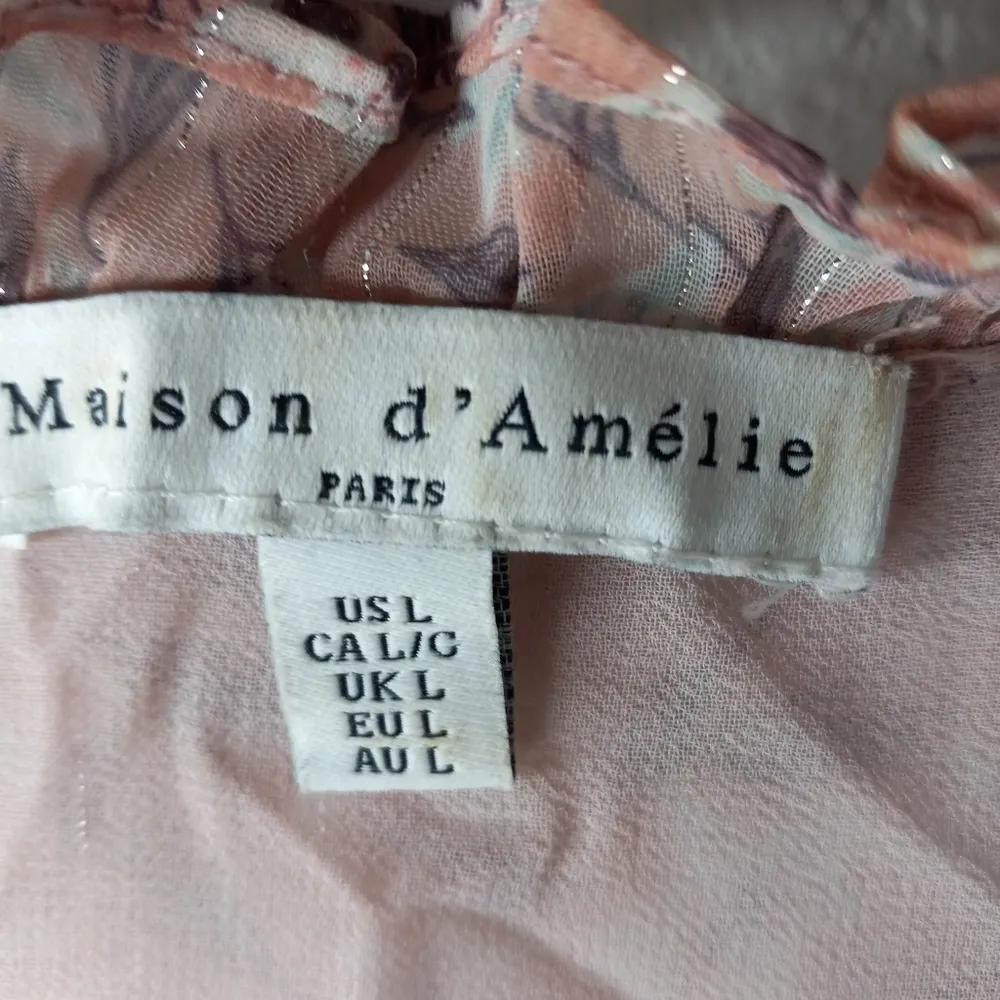 Maison d'Amélie
PARIS
US L
CA L/G
UK L
EU L
AU L